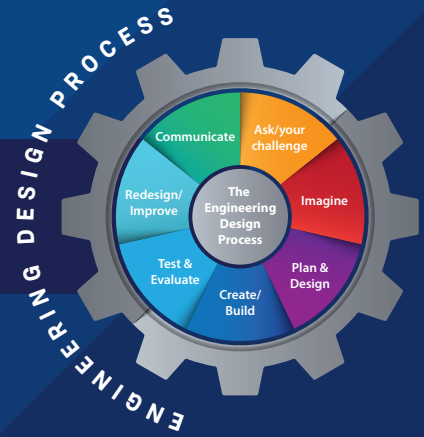 ENGINEERING DESIGN PROCESS
Ask/your
challenge
Imagine
Plan &
Design
Create/
Build
Test &
Evaluate
Redesign/
Improve
Communicate
The
Engineering
Design
Process